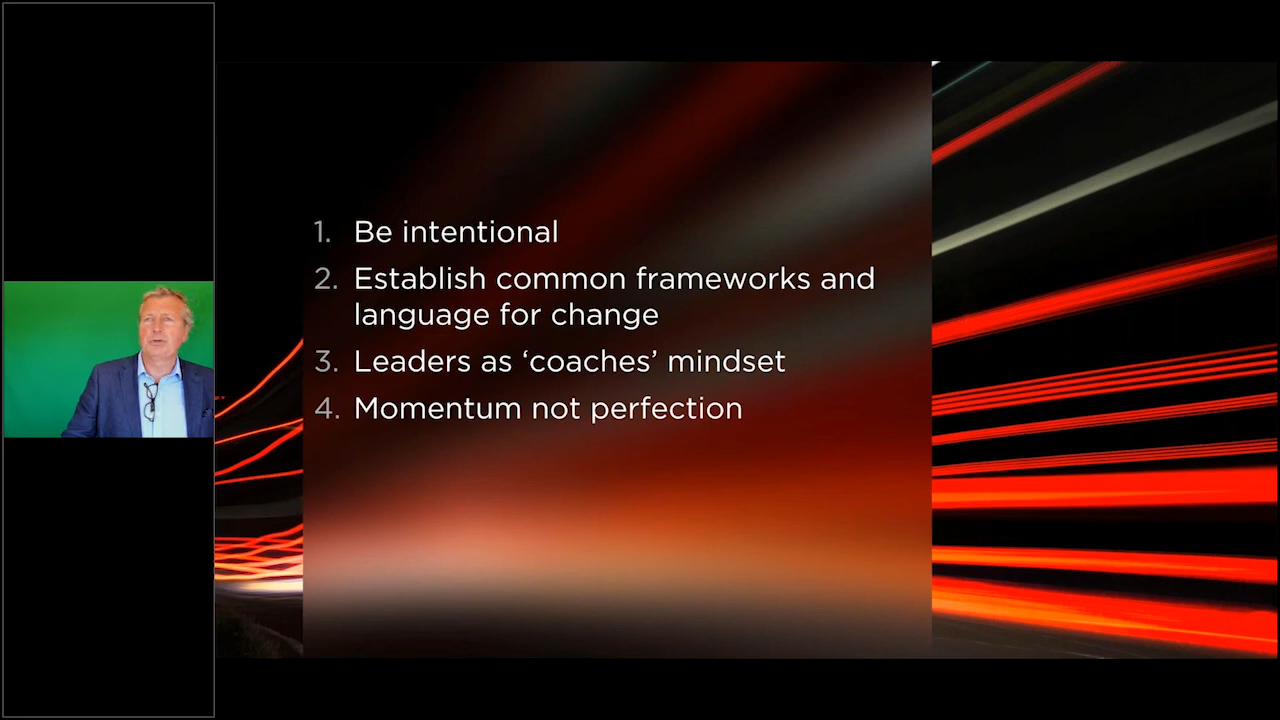 1. Be intentional
2. Establish common frameworks and
language for change
3. Leaders as ‘coaches’ mindset
4. Momentum not perfection